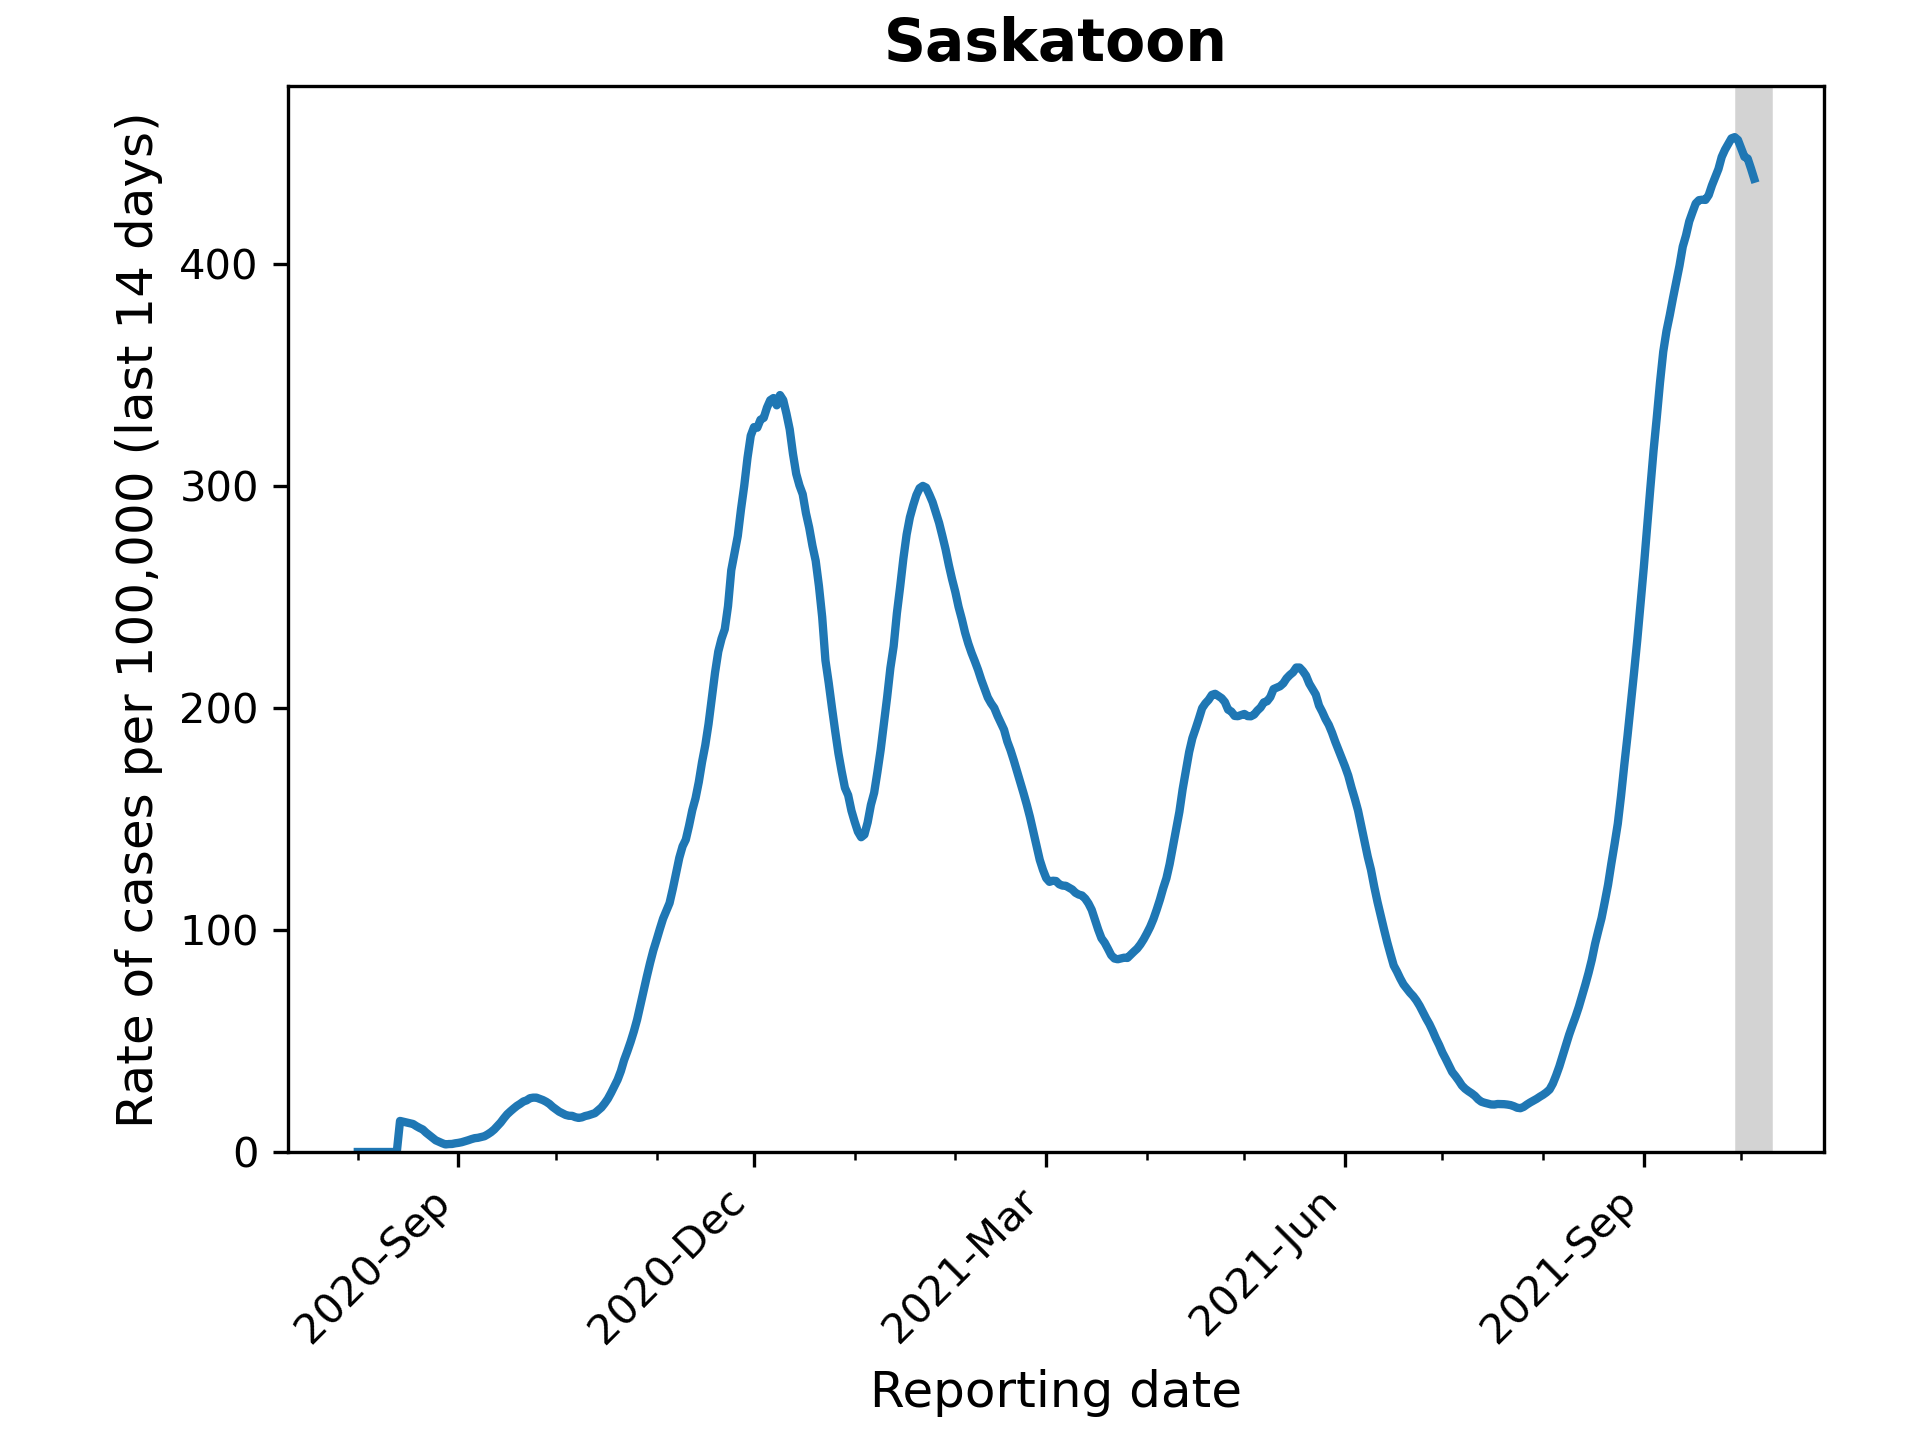 Saskatoon
Rate of cases per 100,000 (last 14 days)
400
300
200
100
0
2020-Sep
2020-Dec
2021-Mar
2021-Jun
2021-Sep
Reporting date